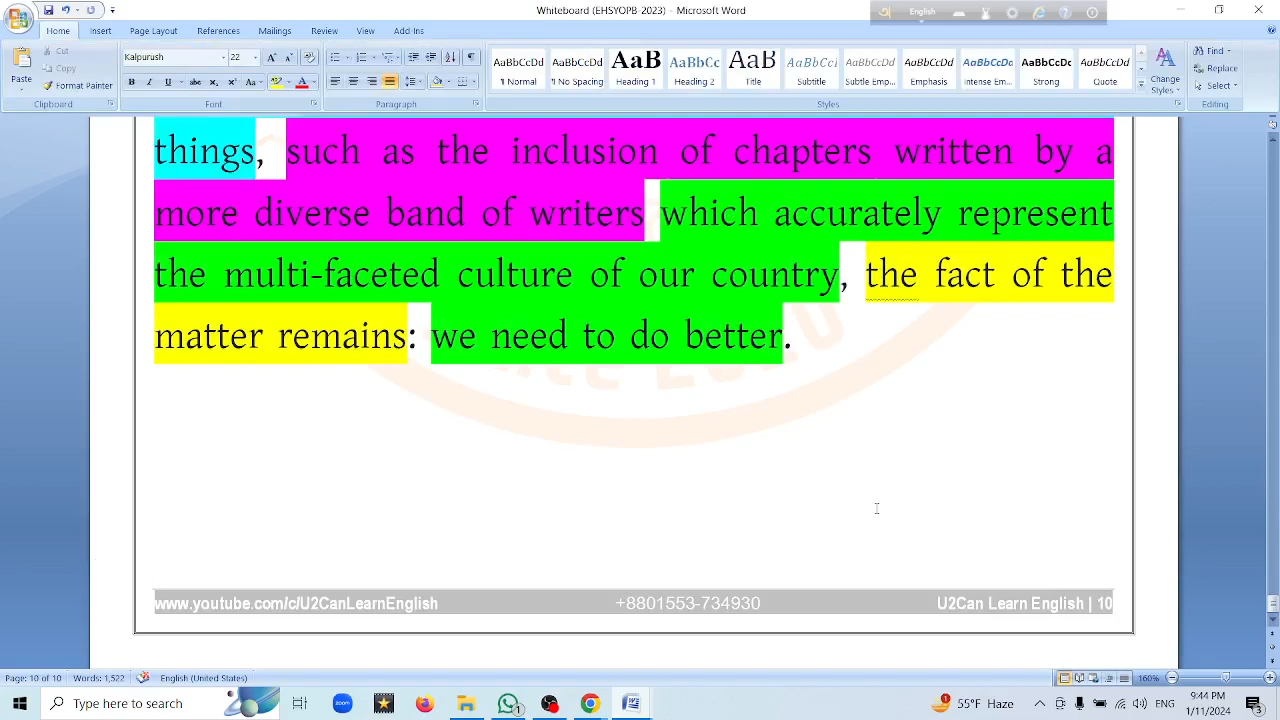 Whiteboard (EHSYOPB 2023) - Microsoft Word
English
Home Insert Page Layout References Mailings Review View Add-Ins
Paste
Cut
Copy
Format Painter
Clipboard
Kalpurush 22
Font
Paragraph
AaBbCcDd AaBbCcDd AaB AaBbCc AaB AaBbCcI AaBbCcDd AaBbCcDd AaBbCcDd AaBbCcDc AaBbCcDd
¶ Normal ¶ No Spacing Heading 1 Heading 2 Title Subtitle Subtle Emp... Emphasis Intense Em... Strong Quote
Styles
Change Styles
Find
Replace
Select
Editing
things, such as the inclusion of chapters written by a
more diverse band of writers which accurately represent
the multi-faceted culture of our country, the fact of the
matter remains: we need to do better.
www.youtube.com/c/U2CanLearnEnglish +8801553-734930 U2Can Learn English | 10
Page: 10 of 10 Words: 1,522 English (United States) 160%
Type here to search
zoom
55°F Haze
9:44 PM
1/11/2024